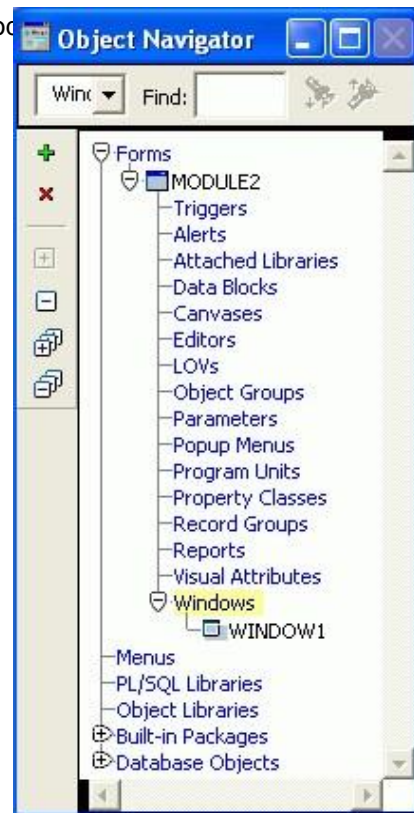 Object Navigator
Find:
Forms
MODULE2
Triggers
Alerts
Attached Libraries
Data Blocks
Canvases
Editors
LOVs
Object Groups
Parameters
Popup Menus
Program Units
Property Classes
Record Groups
Reports
Visual Attributes
Windows
WINDOW1
Menus
PL/SQL Libraries
Object Libraries
Built-in Packages
Database Objects